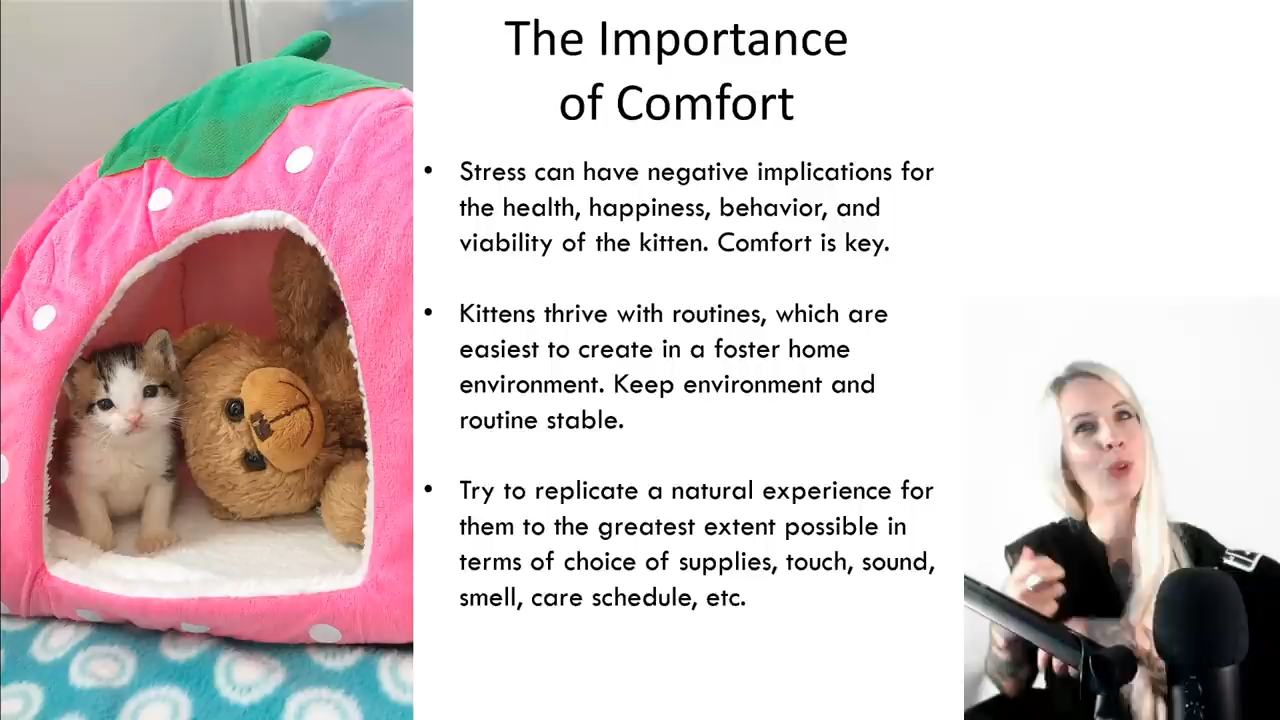 The Importance
of Comfort
• Stress can have negative implications for
the health, happiness, behavior, and
viability of the kitten. Comfort is key.
• Kittens thrive with routines, which are
easiest to create in a foster home
environment. Keep environment and
routine stable.
• Try to replicate a natural experience for
them to the greatest extent possible in
terms of choice of supplies, touch, sound,
smell, care schedule, etc.